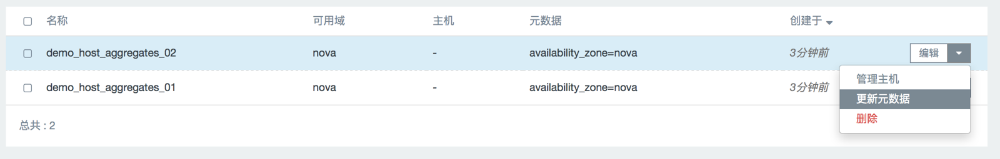 名称 可用域 主机 元数据 创建于
demo_host_aggregates_02 nova - availability_zone=nova 3分钟前 编辑
管理主机
demo_host_aggregates_01 nova - availability_zone=nova 3分钟前
更新元数据
删除
总共 : 2